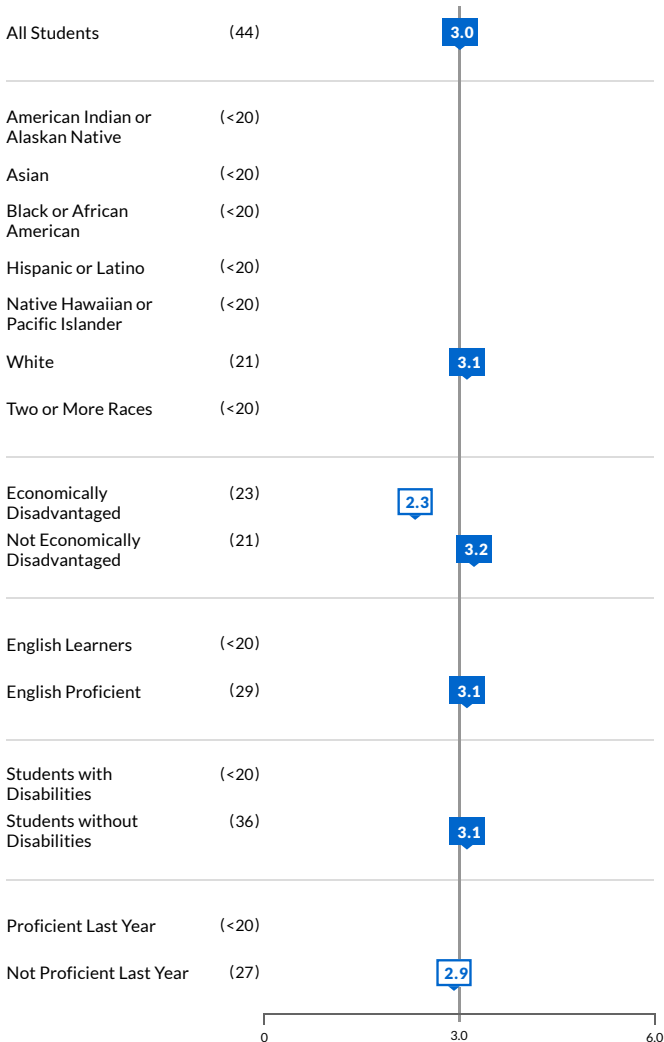 All Students (44) 3.0
American Indian or (<20)
Alaskan Native
Asian (<20)
Black or African (<20)
American
Hispanic or Latino (<20)
Native Hawaiian or (<20)
Pacific Islander
White (21) 3.1
Two or More Races (<20)
Economically (23) 2.3
Disadvantaged
Not Economically (21) 3.2
Disadvantaged
English Learners (<20)
English Proficient (29) 3.1
Students with (<20)
Disabilities
Students without (36) 3.1
Disabilities
Proficient Last Year (<20)
Not Proficient Last Year (27) 2.9
0 3.0 6.0